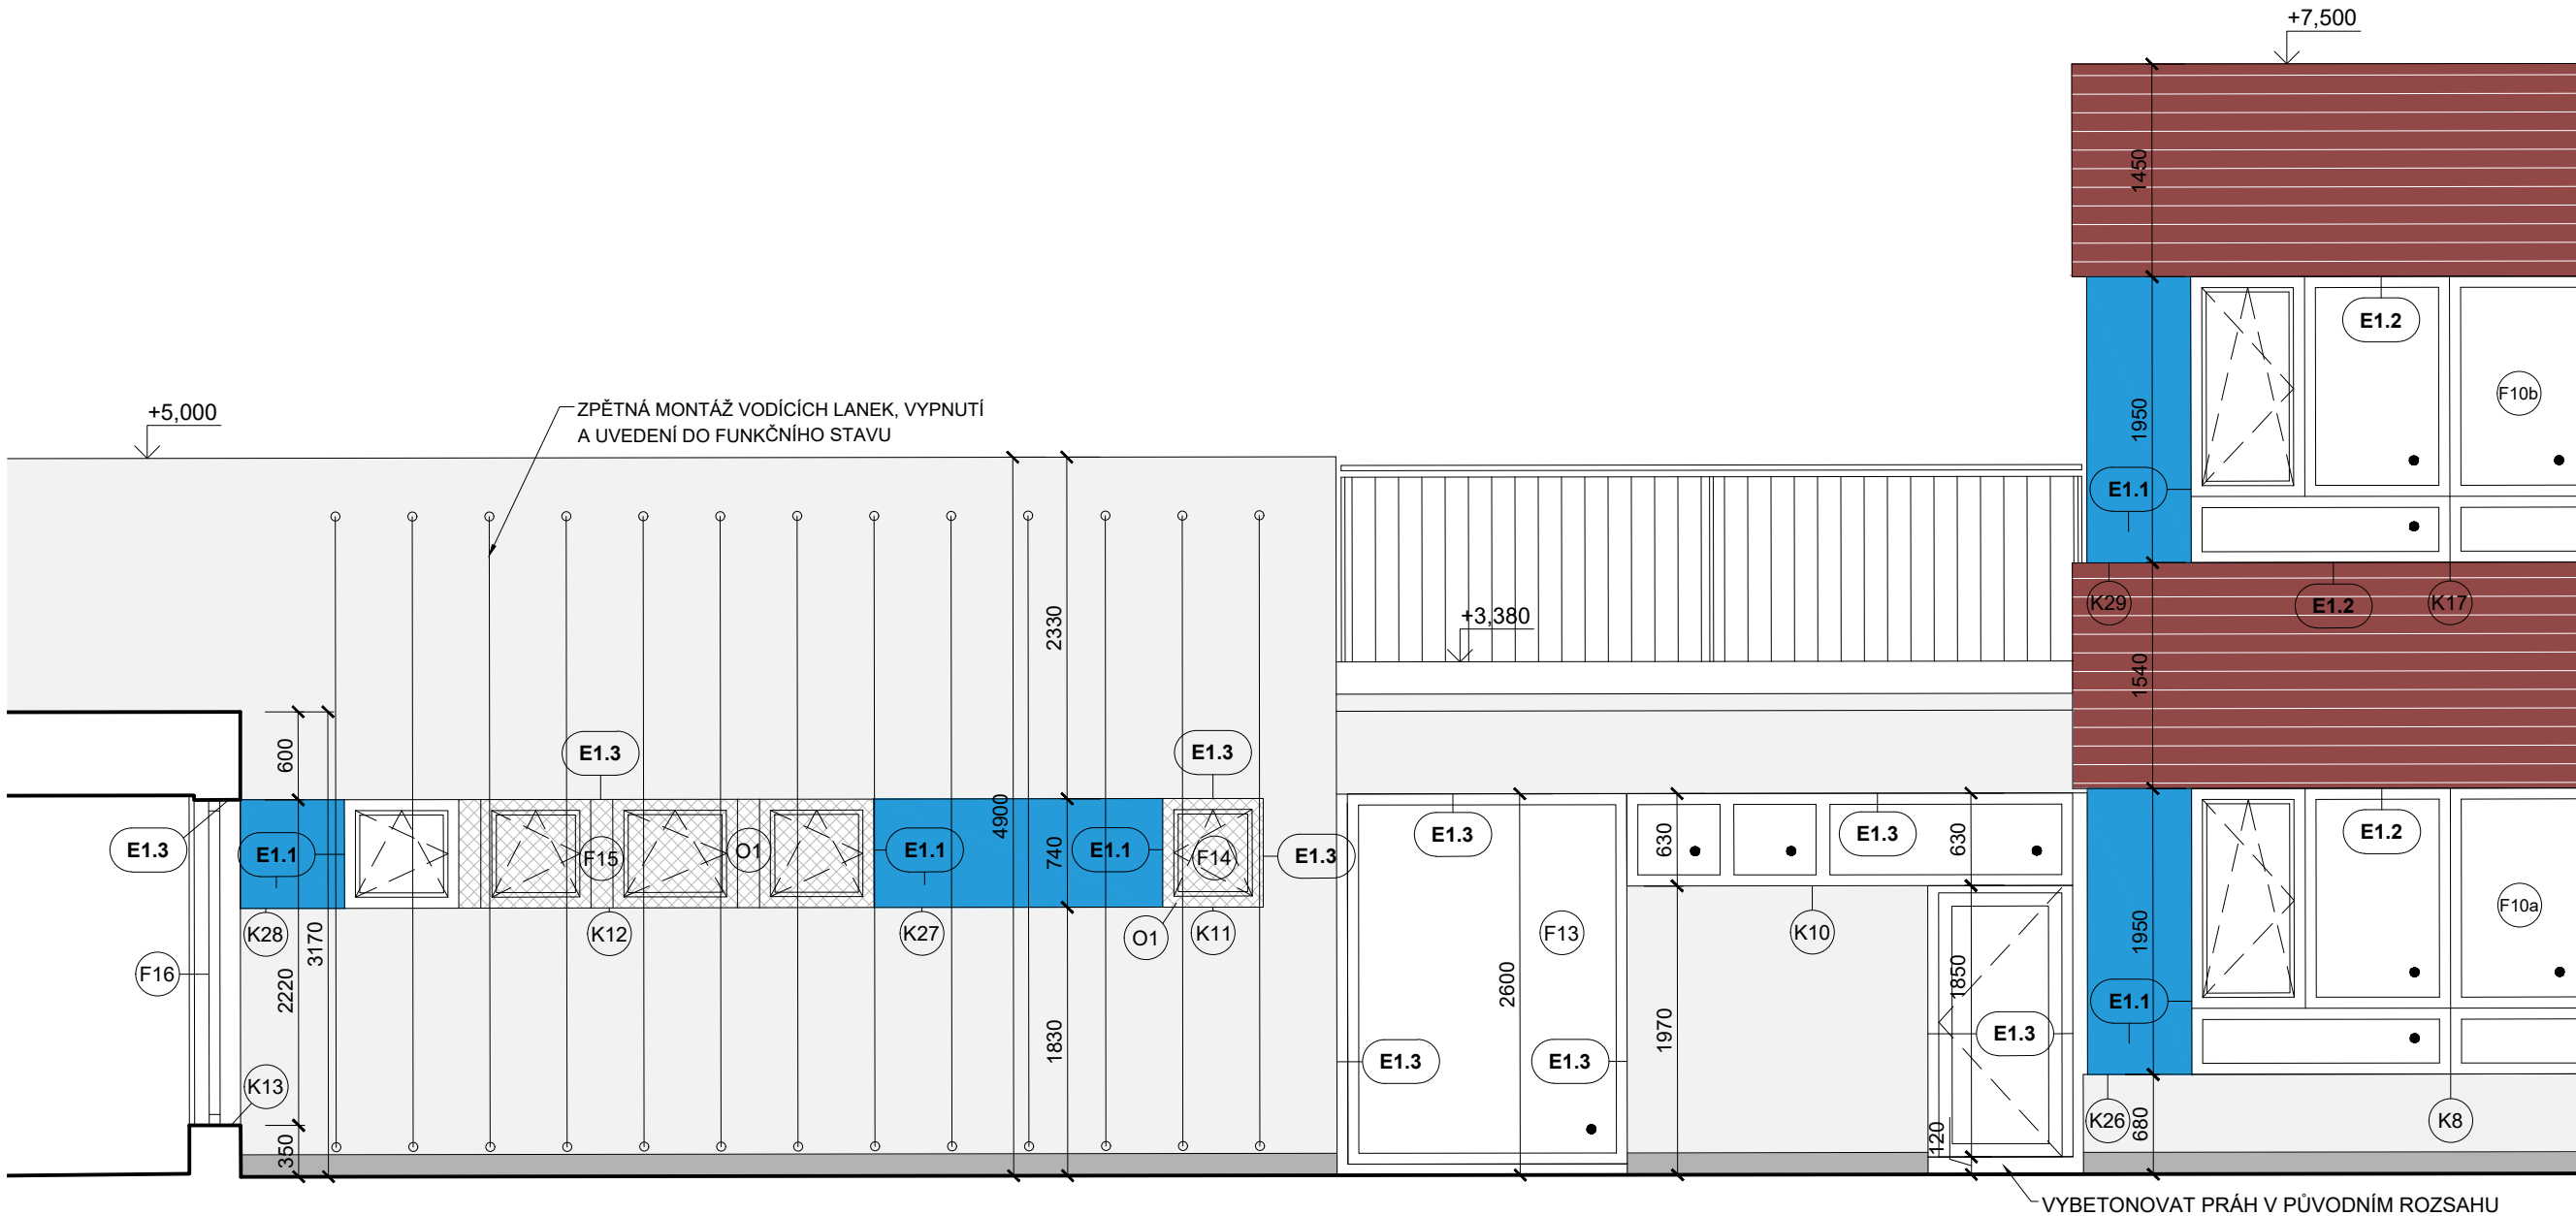 +7,500
1450
E1.2
F10b
1950
E1.1
+5,000
ZPĚTNÁ MONTÁŽ VODÍCÍCH LANEK, VYPNUTÍ
A UVEDENÍ DO FUNKČNÍHO STAVU
2330
+3,380
K29
E1.2
K17
1540
600
E1.3
E1.3
4900
E1.3
E1.1
F15
O1
E1.1
740
E1.1
F14
E1.3
E1.3
630
E1.3
630
E1.2
K28
3170
K12
K27
O1
K11
F13
K10
F10a
1950
F16
2220
2600
1850
E1.1
K13
1830
E1.3
E1.3
1970
E1.3
350
120
K26
680
K8
VYBETONOVAT PRÁH V PŮVODNÍM ROZSAHU